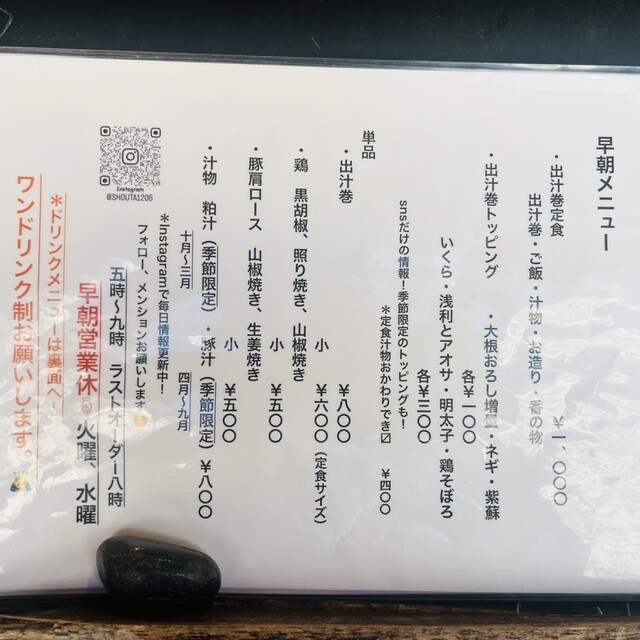 早朝メニュー
・出汁巻定食
出汁巻・ご飯・汁物・お造り・香の物
￥一、〇〇〇
・出汁巻トッピング ・大根おろし増量・ネギ・紫蘇
各￥一〇〇
いくら・浅利とアオサ・明太子・鶏そぼろ
各￥三〇〇
snsだけの情報！季節限定のトッピングも！
＊定食汁物おかわりでき〼 ￥四〇〇
単品
・出汁巻 ￥八〇〇
小 ￥六〇〇（定食サイズ）
・鶏 黒胡椒、照り焼き、山椒焼き
小 ￥五〇〇
・豚肩ロース 山椒焼き、生姜焼き
小 ￥五〇〇
・汁物 粕汁（季節限定）・豚汁（季節限定）￥八〇〇
十月〜三月 四月〜九月
＊Instagramで毎日情報更新中！
フォロー、メンションお願いします
五時〜九時 ラストオーダー八時
早朝営業休 火曜、水曜
＊ドリンクメニューは裏面へ！
ワンドリンク制お願いします。
Instagram
@SHOUTA1206